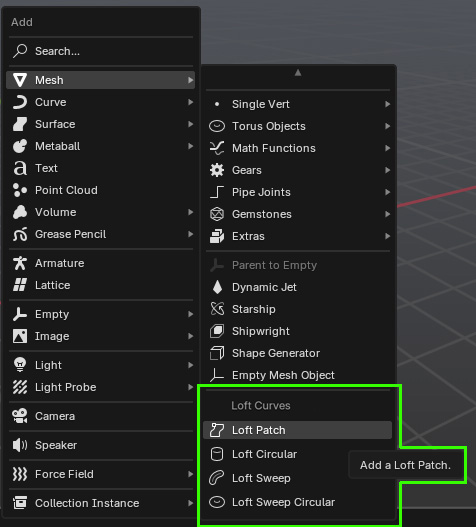 Add
Search...
Mesh
Curve
Surface
Metaball
Text
Point Cloud
Volume
Grease Pencil
Armature
Lattice
Empty
Image
Light
Light Probe
Camera
Speaker
Force Field
Collection Instance
Single Vert
Torus Objects
Math Functions
Gears
Pipe Joints
Gemstones
Extras
Parent to Empty
Dynamic Jet
Starship
Shipwright
Shape Generator
Empty Mesh Object
Loft Curves
Loft Patch
Loft Circular
Loft Sweep
Loft Sweep Circular
Add a Loft Patch.